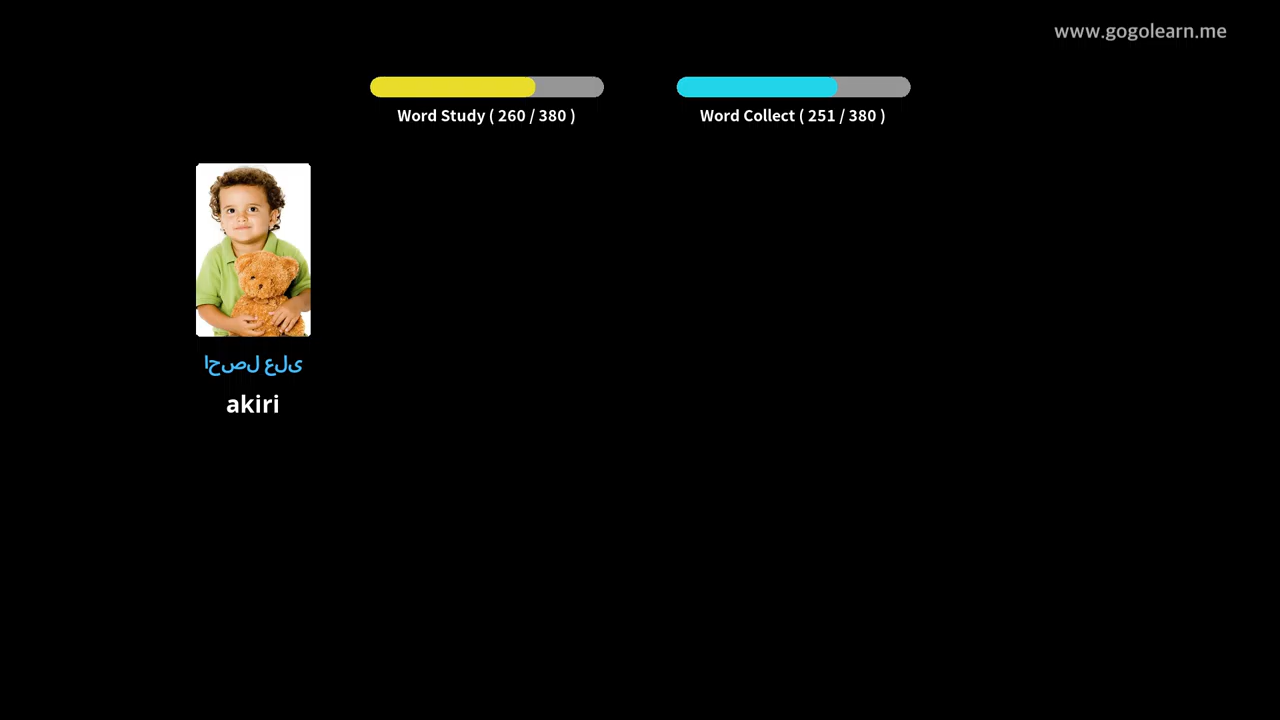 www.gogolearn.me
Word Study ( 260 / 380 )
Word Collect ( 251 / 380 )
احصل على
akiri